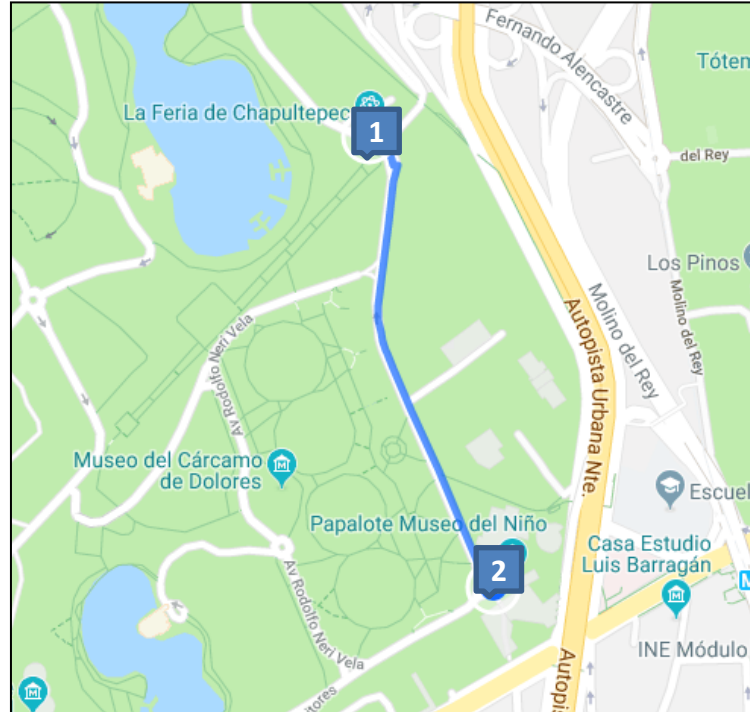 Fernando Alencastre
Tótem
La Feria de Chapultepec
1
del Rey
Los Pinos
Molino del Rey
Molino del Rey
Autopista Urbana Nte.
Av Rodolfo Neri Vela
Museo del Cárcamo
de Dolores
Escuel
Papalote Museo del Niño
Casa Estudio
Luis Barragán
2
Av Rodolfo Neri Vela
INE Módulo
Autopis
itores